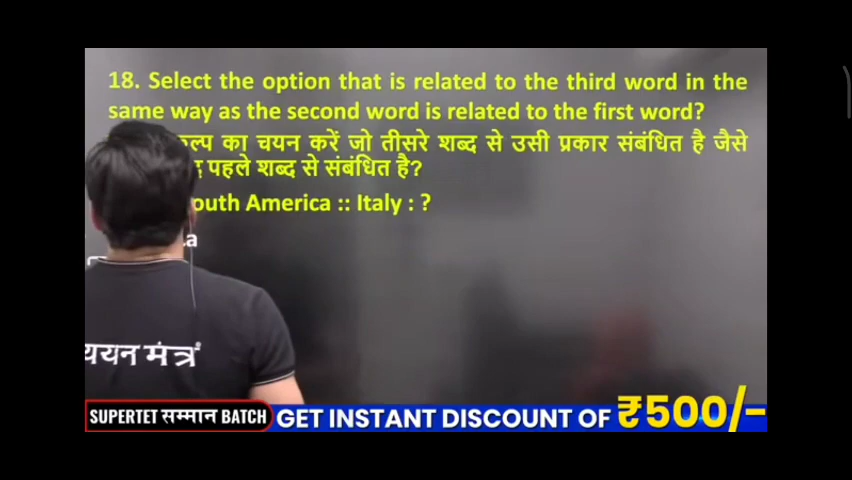 18. Select the option that is related to the third word in the
same way as the second word is related to the first word?
का चयन करें जो तीसरे शब्द से उसी प्रकार संबंधित है जैसे
पहले शब्द से संबंधित है?
America :: Italy : ?
चयन मंत्र
SUPERTET सम्मान BATCH
GET INSTANT DISCOUNT OF ₹500/-